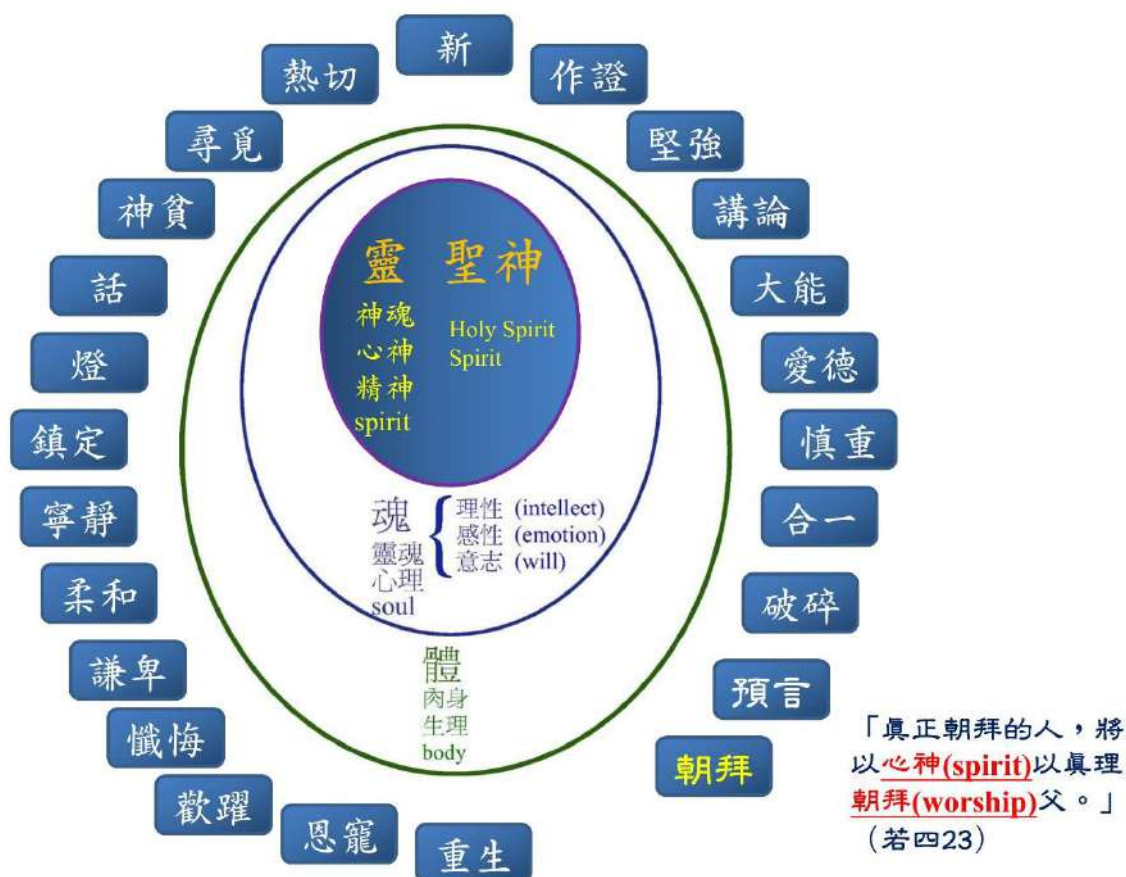 新
作證
堅強
講論
大能
愛德
慎重
合一
破碎
預言
朝拜
重生
恩寵
歡躍
懺悔
謙卑
柔和
寧靜
鎮定
燈
話
神貧
尋覓
熱切
靈 聖神
神魂
心神
精神
spirit
Holy Spirit
Spirit
魂
靈魂
心理
soul
{
理性 (intellect)
感性 (emotion)
意志 (will)
體
肉身
生理
body
「眞正朝拜的人，將
以心神(spirit)以眞理
朝拜(worship)父。」
（若四23）